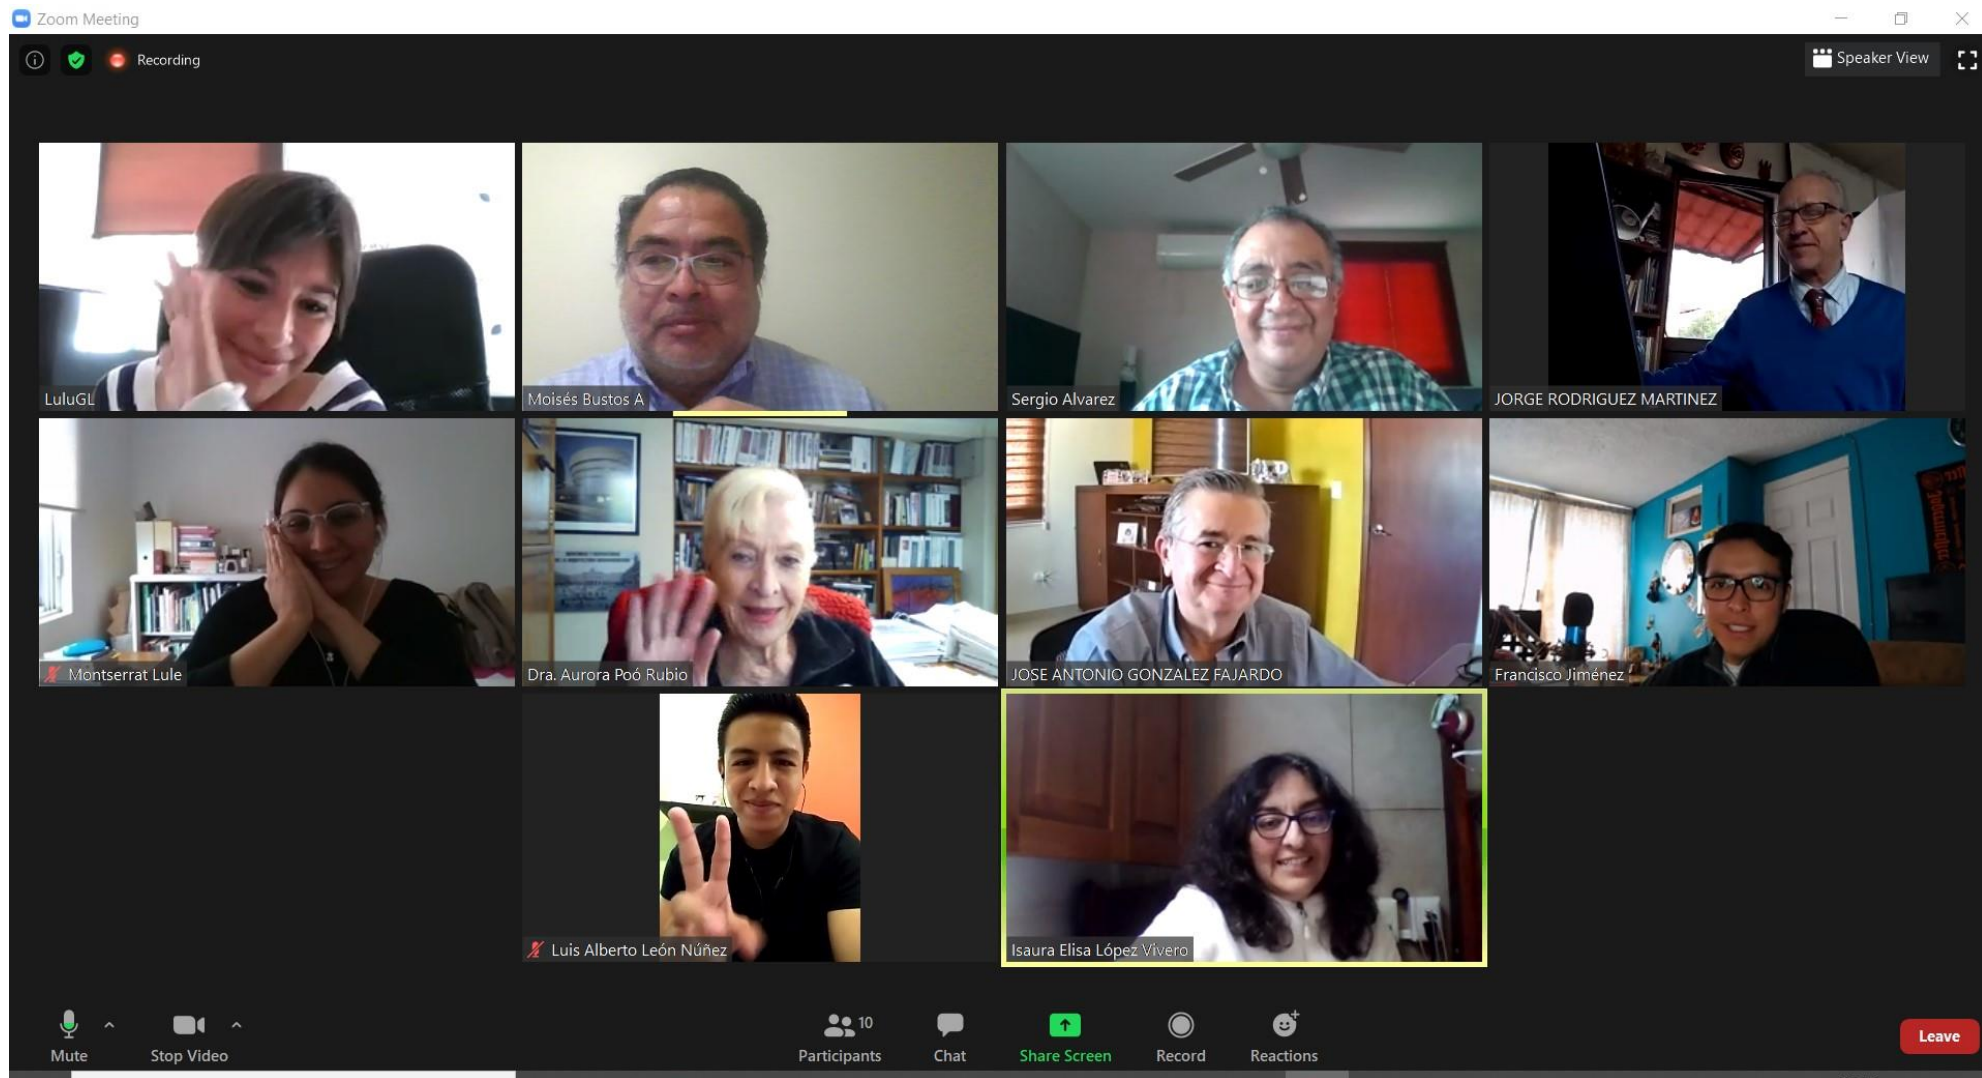 Zoom Meeting
Recording
Speaker View
LuluGL
Moisés Bustos A
Sergio Alvarez
JORGE RODRIGUEZ MARTINEZ
Montserrat Lule
Dra. Aurora Poó Rubio
JOSE ANTONIO GONZALEZ FAJARDO
Francisco Jiménez
Luis Alberto León Núñez
Isaura Elisa López Vivero
Mute
Stop Video
10
Participants
Chat
Share Screen
Record
Reactions
Leave